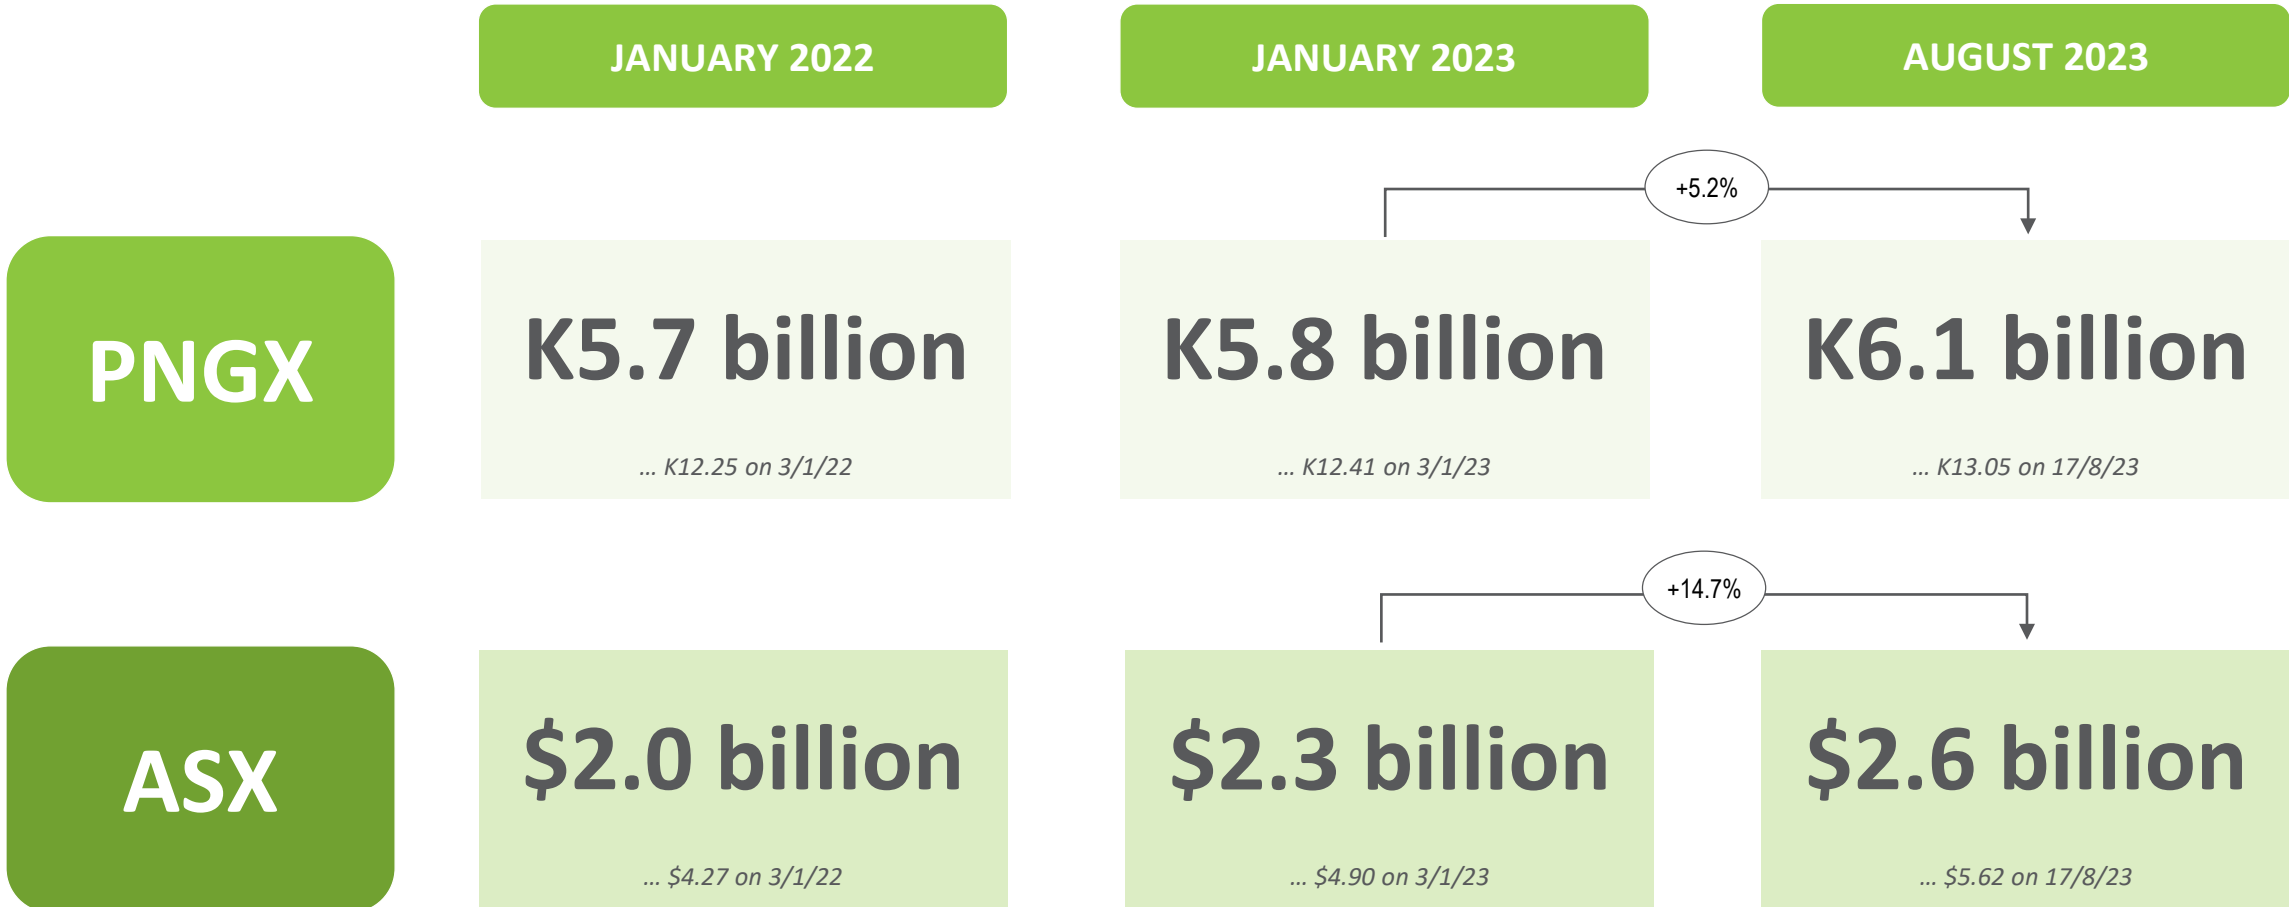 JANUARY 2022
JANUARY 2023
AUGUST 2023
+5.2%
PNGX
K5.7 billion
... K12.25 on 3/1/22
K5.8 billion
... K12.41 on 3/1/23
K6.1 billion
... K13.05 on 17/8/23
+14.7%
ASX
$2.0 billion
... $4.27 on 3/1/22
$2.3 billion
... $4.90 on 3/1/23
$2.6 billion
... $5.62 on 17/8/23